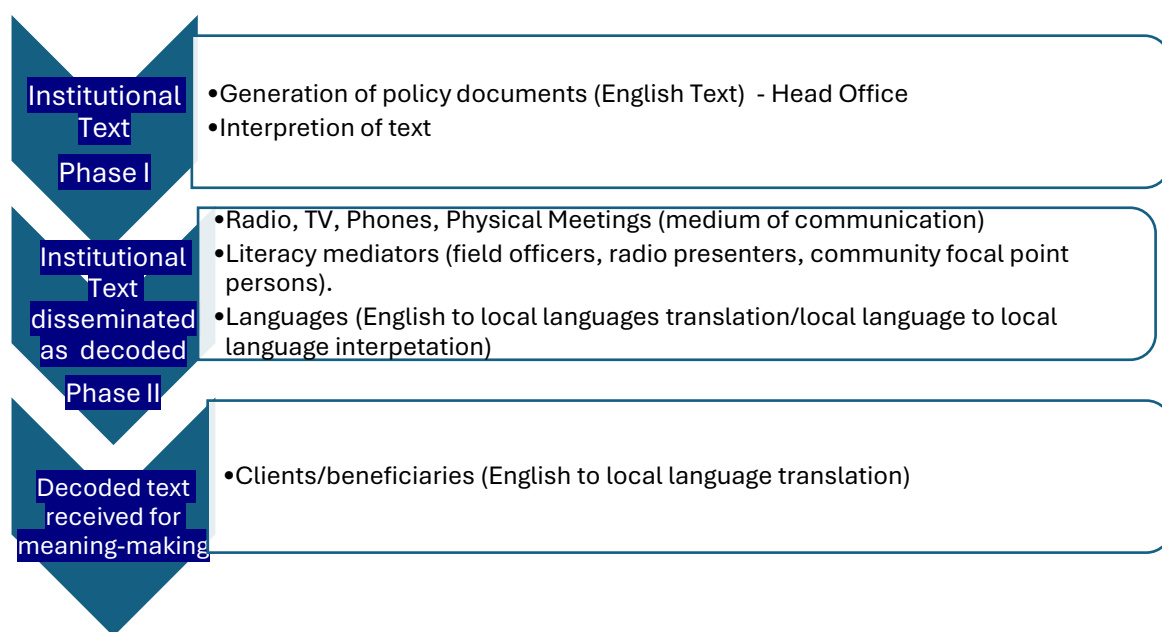 Institutional
Text
Phase I
•Generation of policy documents (English Text)  - Head Office
•Interpretion of text
Institutional
Text
disseminated
as decoded
Phase II
•Radio, TV, Phones, Physical Meetings (medium of communication)
•Literacy mediators (field officers, radio presenters, community focal point
persons).
•Languages (English to local languages translation/local language to local
language interpetation)
Decoded text
received for
meaning-making
•Clients/beneficiaries (English to local language translation)